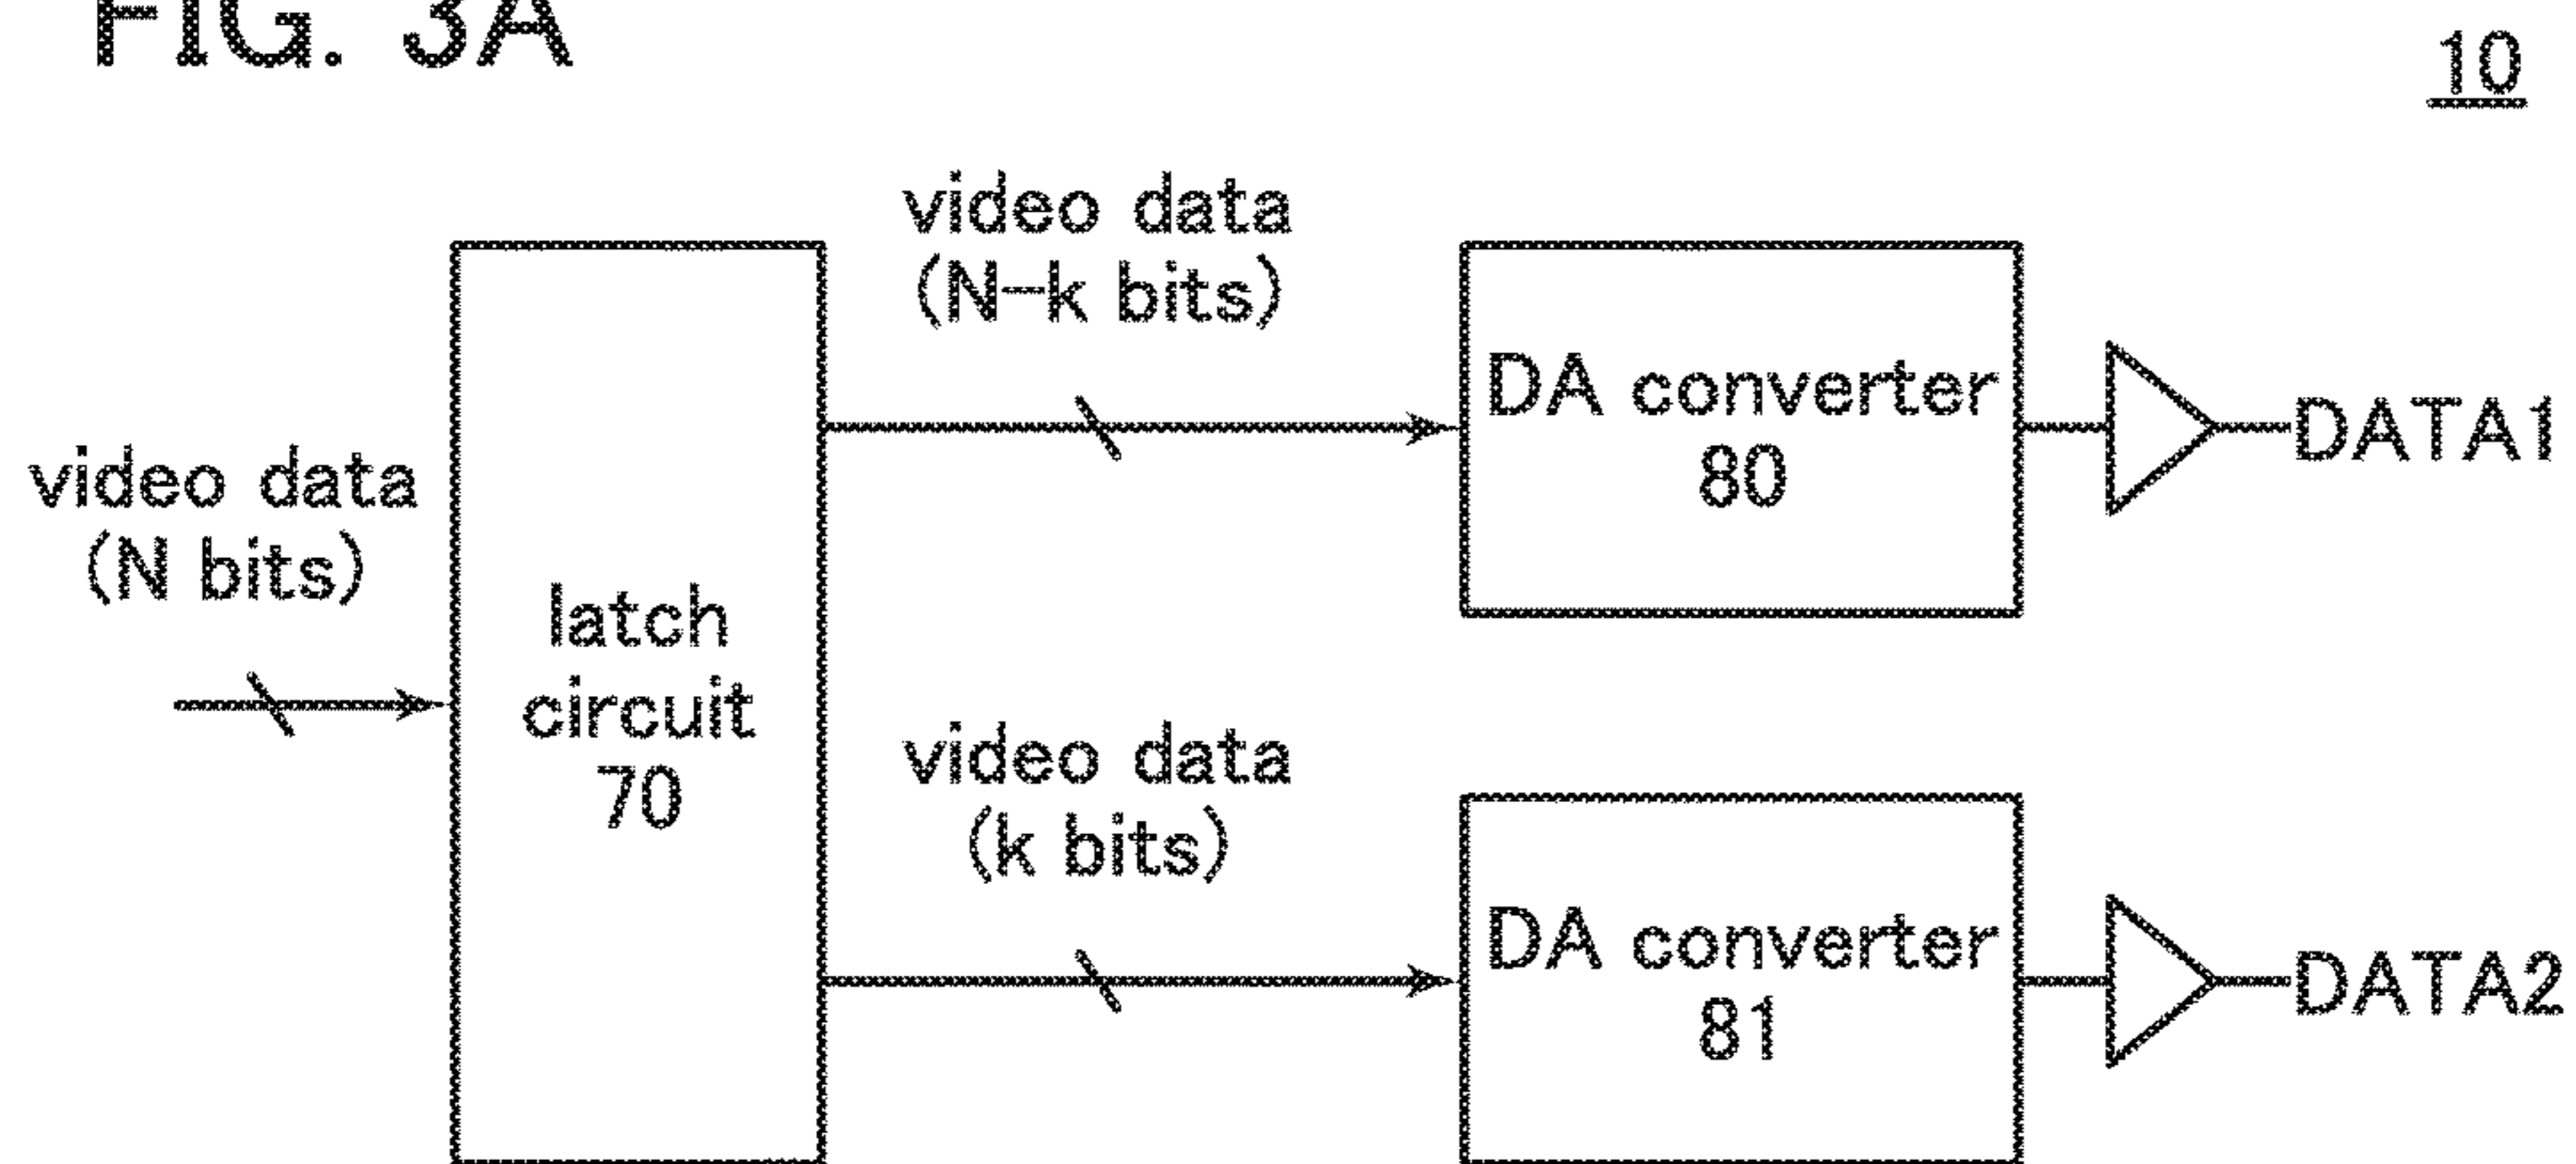 FIG. 3A
10
video data
(N bits)
latch
circuit
70
video data
(N-k bits)
DA converter
80
DATA1
video data
(k bits)
DA converter
81
DATA2